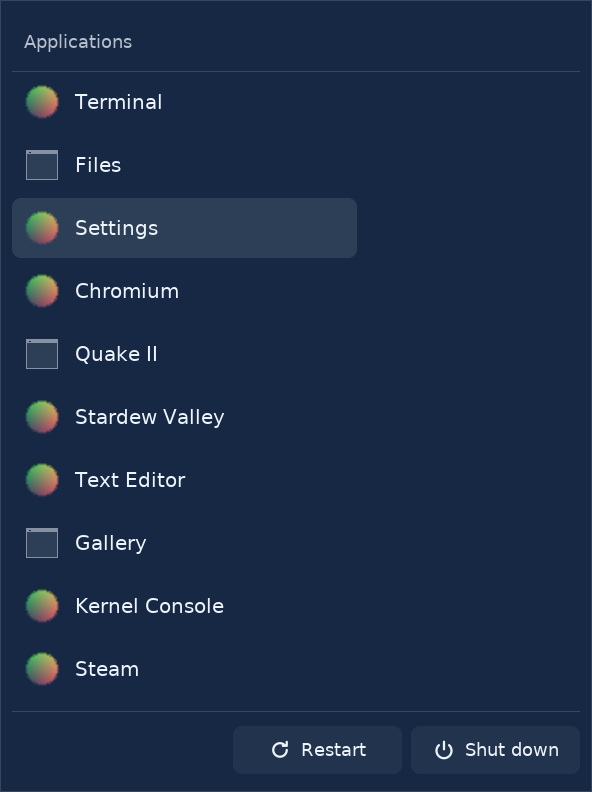 Applications
Terminal
Files
Settings
Chromium
Quake II
Stardew Valley
Text Editor
Gallery
Kernel Console
Steam
Restart
Shut down